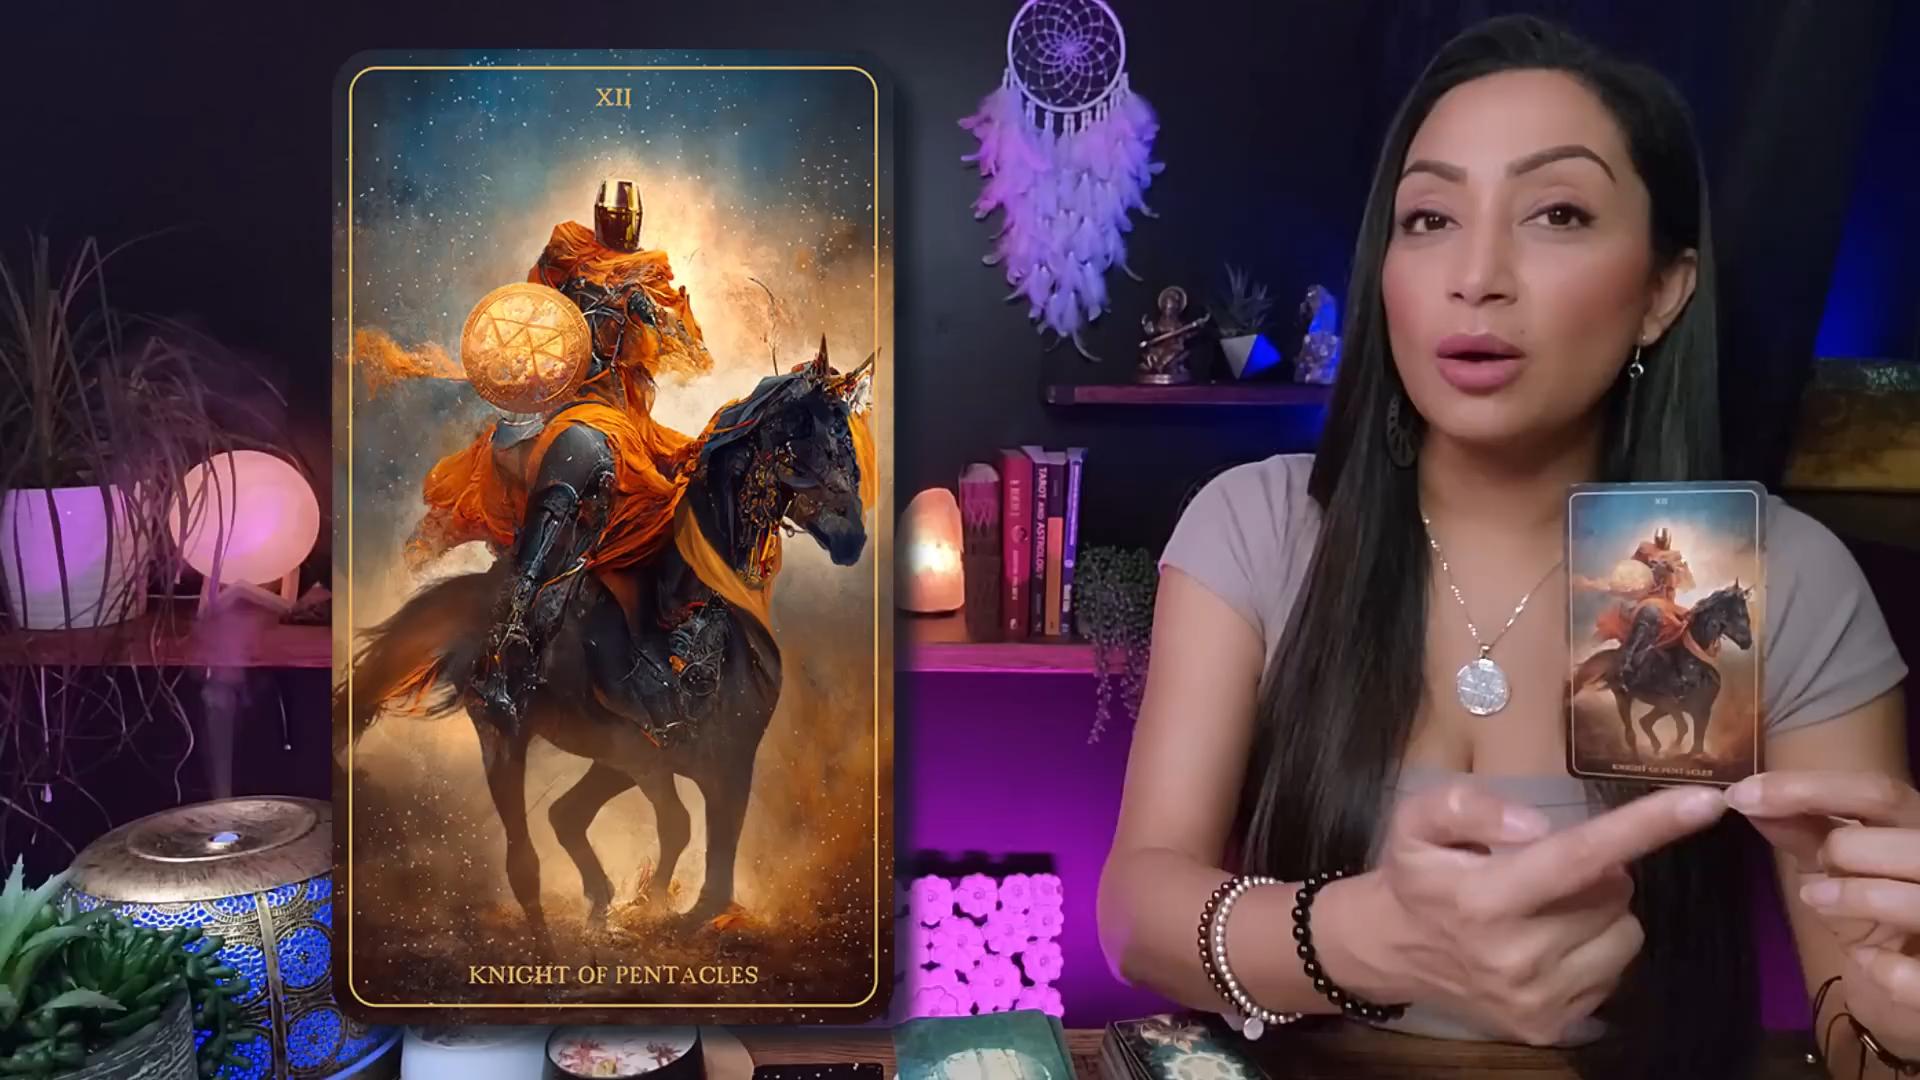 XII
KNIGHT OF PENTACLES
TAROT AND ASTROLOGY
XII
KNIGHT OF PENTACLES